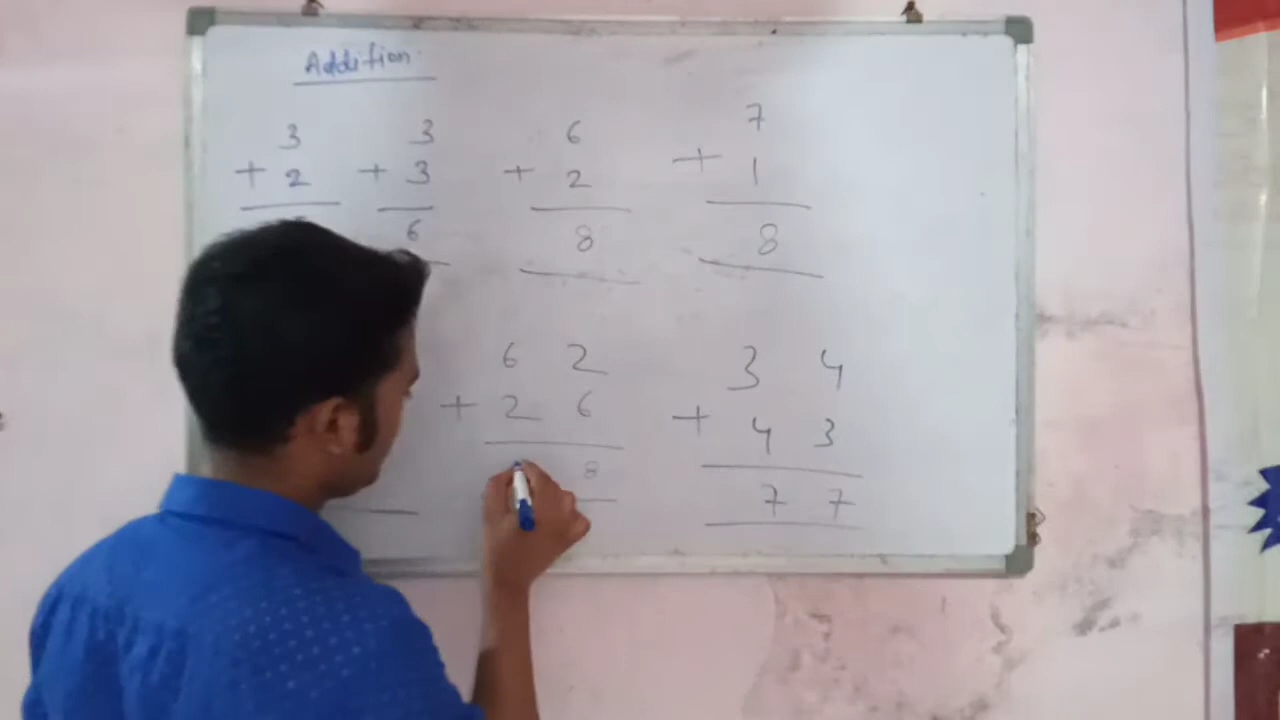 Addition
3 3 6 7
+ 2 + 3 + 2 + 1
6 8 8
6 2 3 4
+ 2 6 + 4 3
8 7 7